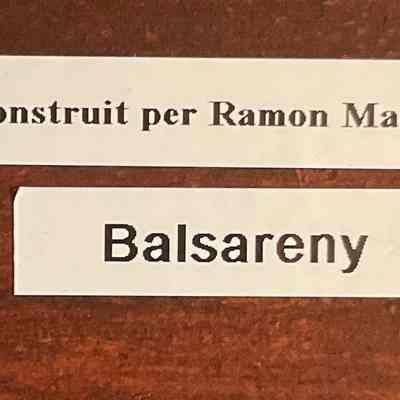 onstruit per Ramon Ma
Balsareny